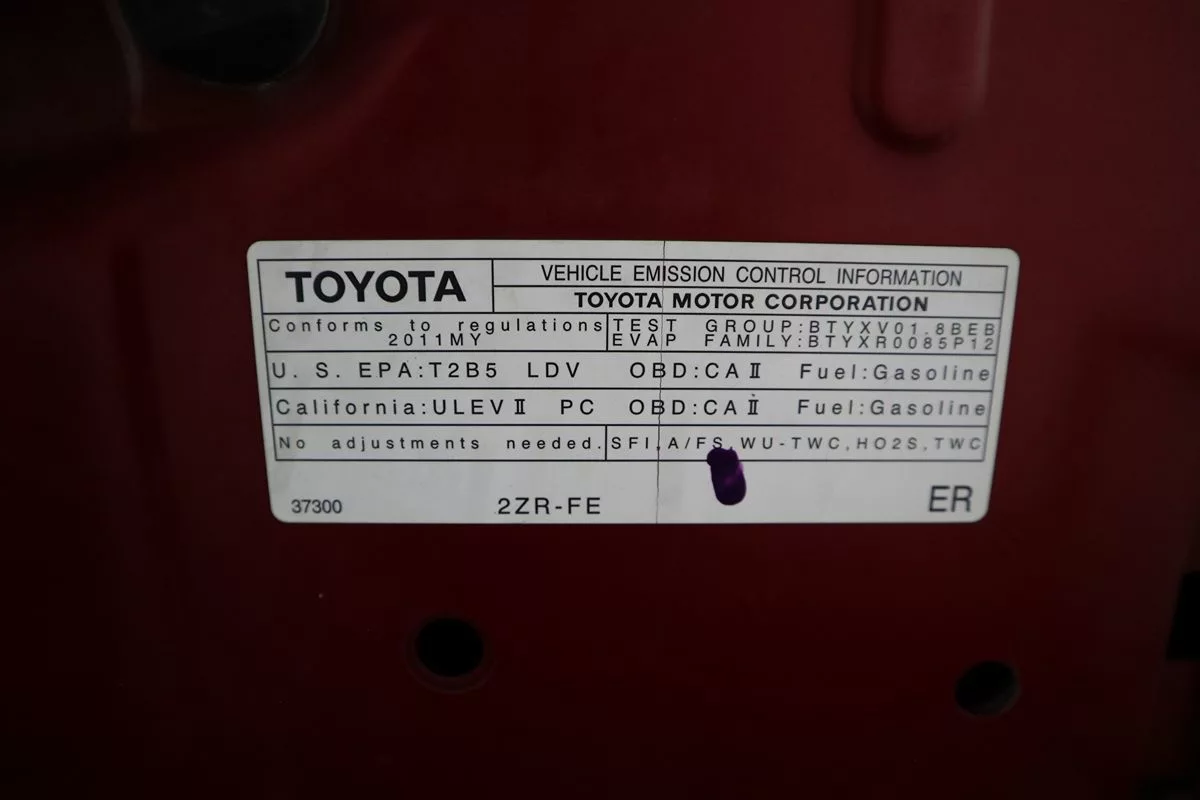 TOYOTA
VEHICLE EMISSION CONTROL INFORMATION
TOYOTA MOTOR CORPORATION
Conforms to regulations
2011MY
TEST GROUP:BTYXV01.8BEB
EVAP FAMILY:BTYXR0085P12
U. S. EPA:T2B5 LDV OBD:CAⅡ Fuel:Gasoline
California:ULEVⅡ PC OBD:CAⅡ Fuel:Gasoline
No adjustments needed.
SFI,A/FS,WU-TWC,HO2S,TWC
37300
2ZR-FE
ER